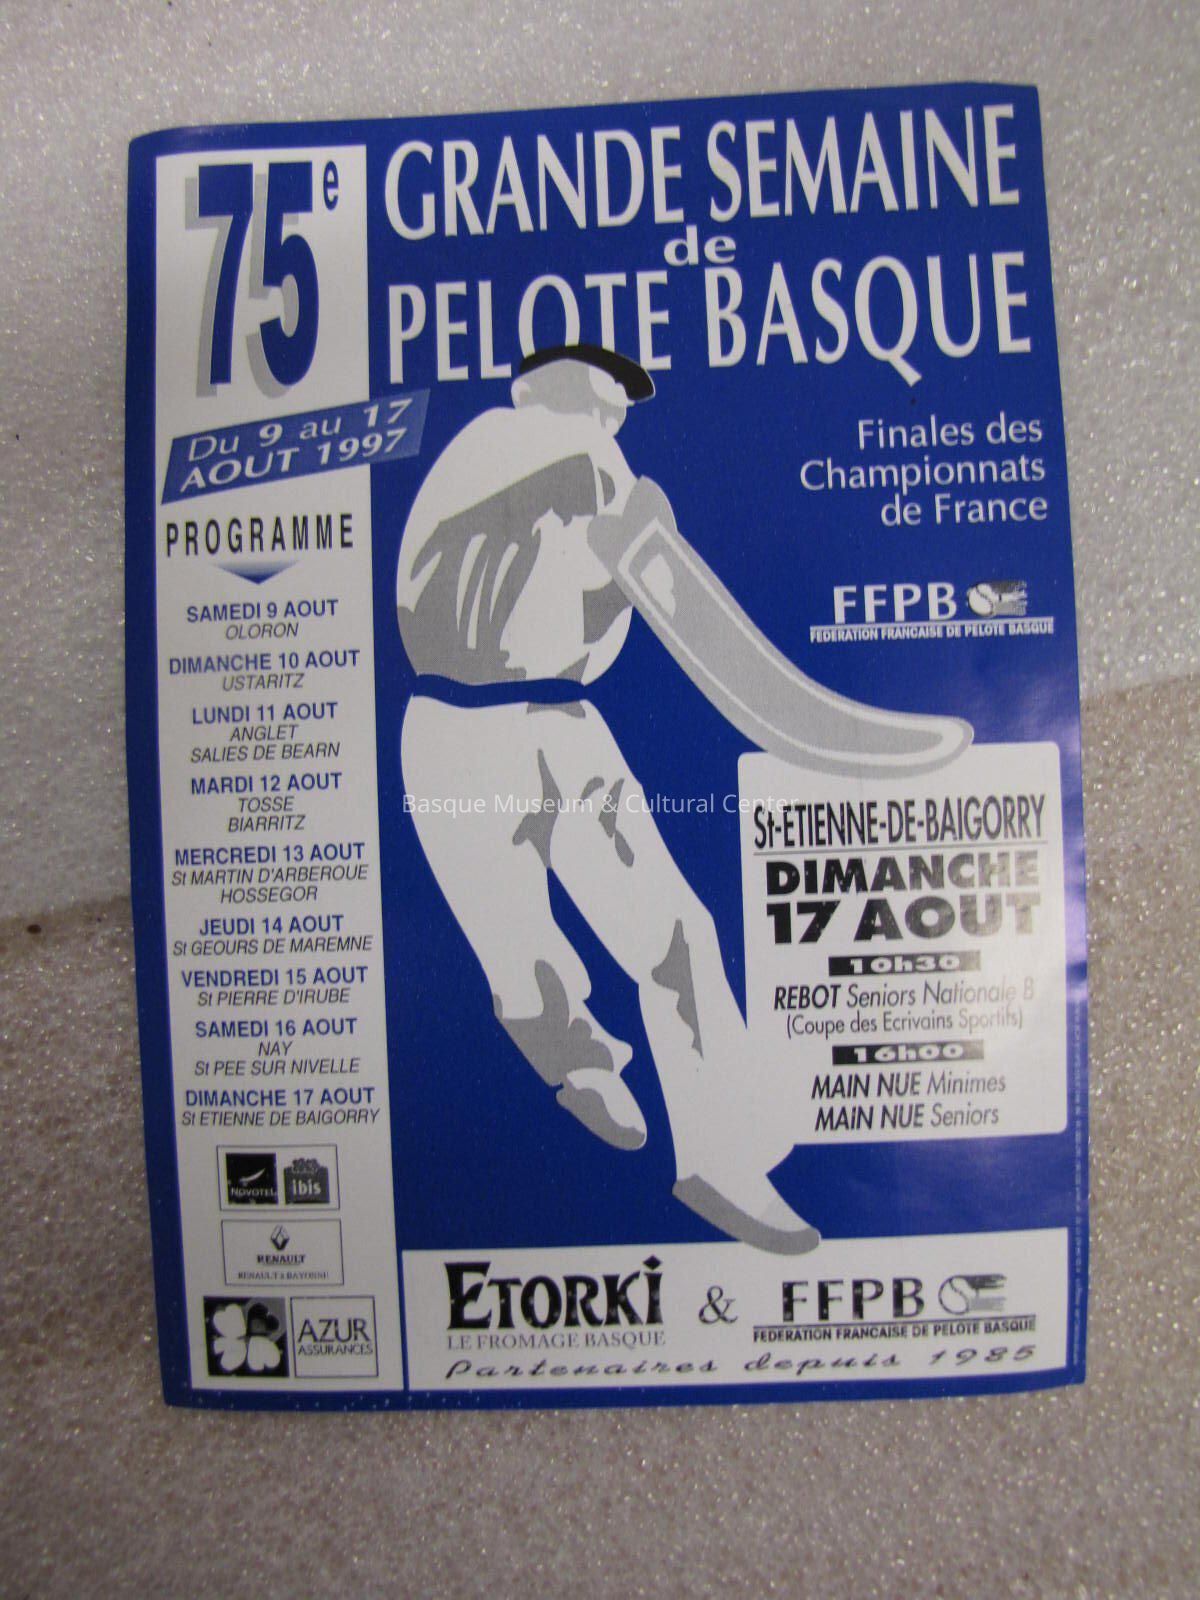 75e
GRANDE SEMAINE
de
PELOTE BASQUE
Du 9 au 17
AOUT 1997
Finales des
Championnats
de France
FFPB
FEDERATION FRANCAISE DE PELOTE BASQUE
PROGRAMME
SAMEDI 9 AOUT
OLORON
DIMANCHE 10 AOUT
USTARITZ
LUNDI 11 AOUT
ANGLET
SALIES DE BEARN
MARDI 12 AOUT
TOSSE
BIARRITZ
MERCREDI 13 AOUT
St MARTIN D'ARBEROUE
HOSSEGOR
JEUDI 14 AOUT
St GEOURS DE MAREMNE
VENDREDI 15 AOUT
St PIERRE D'IRUBE
SAMEDI 16 AOUT
NAY
St PEE SUR NIVELLE
DIMANCHE 17 AOUT
St ETIENNE DE BAIGORRY
Basque Museum & Cultural Center
St-ETIENNE-DE-BAIGORRY
DIMANCHE
17 AOUT
10h30
REBOT Seniors Nationale B
(Coupe des Ecrivains Sportifs)
16h00
MAIN NUE Minimes
MAIN NUE Seniors
NOVOTEL
ibis
RENAULT
RENAULT à BAYONNE
AZUR
ASSURANCES
ETORKI
LE FROMAGE BASQUE
&
FFPB
FEDERATION FRANCAISE DE PELOTE BASQUE
Partenaires depuis 1985